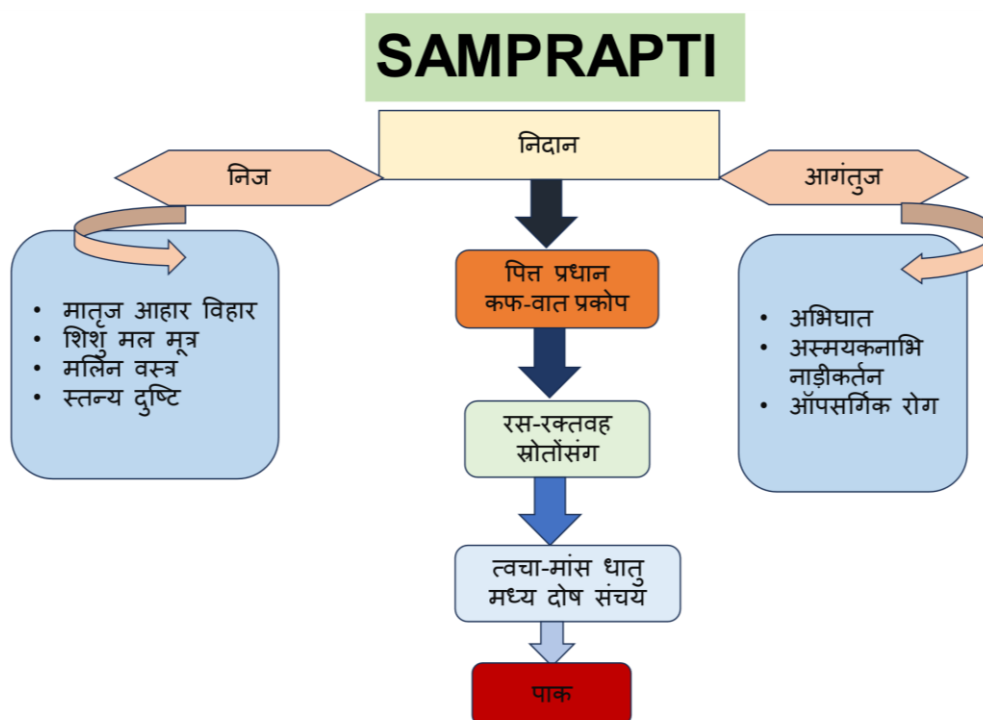 SAMPRAPTI
निदान
निज
आगंतुज
• मातृज आहार विहार
• शिशु मल मूत्र
• मलिन वस्त्र
• स्तन्य दुष्टि
पित्त प्रधान
कफ-वात प्रकोप
• अभिघात
• अस्मयकनाभि
नाड़ीकर्तन
• ऑपसर्गिक रोग
रस-रक्तवह
स्रोतोंसंग
त्वचा-मांस धातु
मध्य दोष संचय
पाक